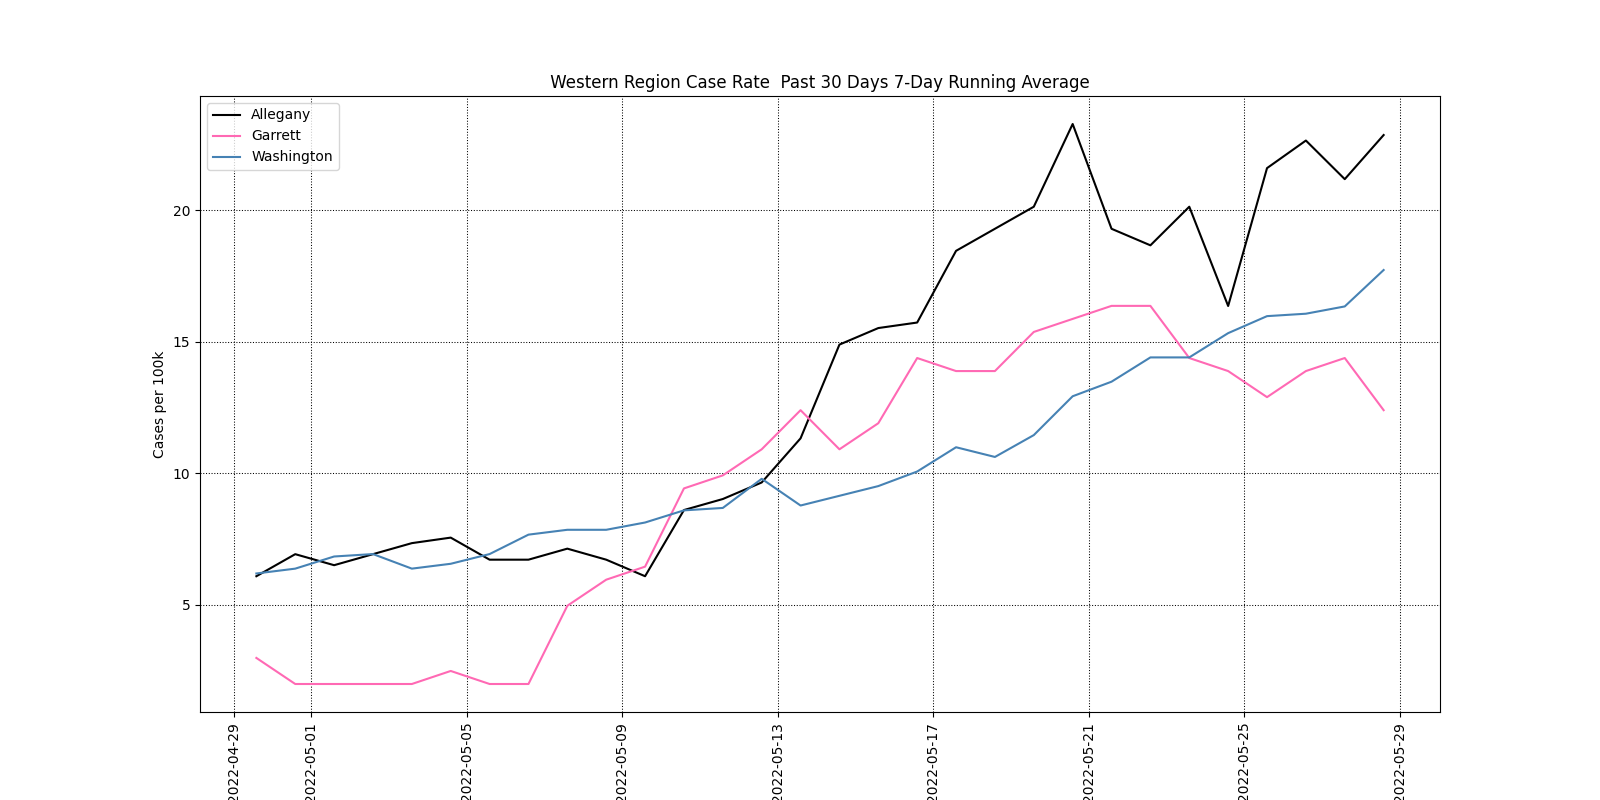 Western Region Case Rate  Past 30 Days 7-Day Running Average
Allegany
Garrett
Washington
Cases per 100k
20
15
10
5
2022-04-29
2022-05-01
2022-05-05
2022-05-09
2022-05-13
2022-05-17
2022-05-21
2022-05-25
2022-05-29